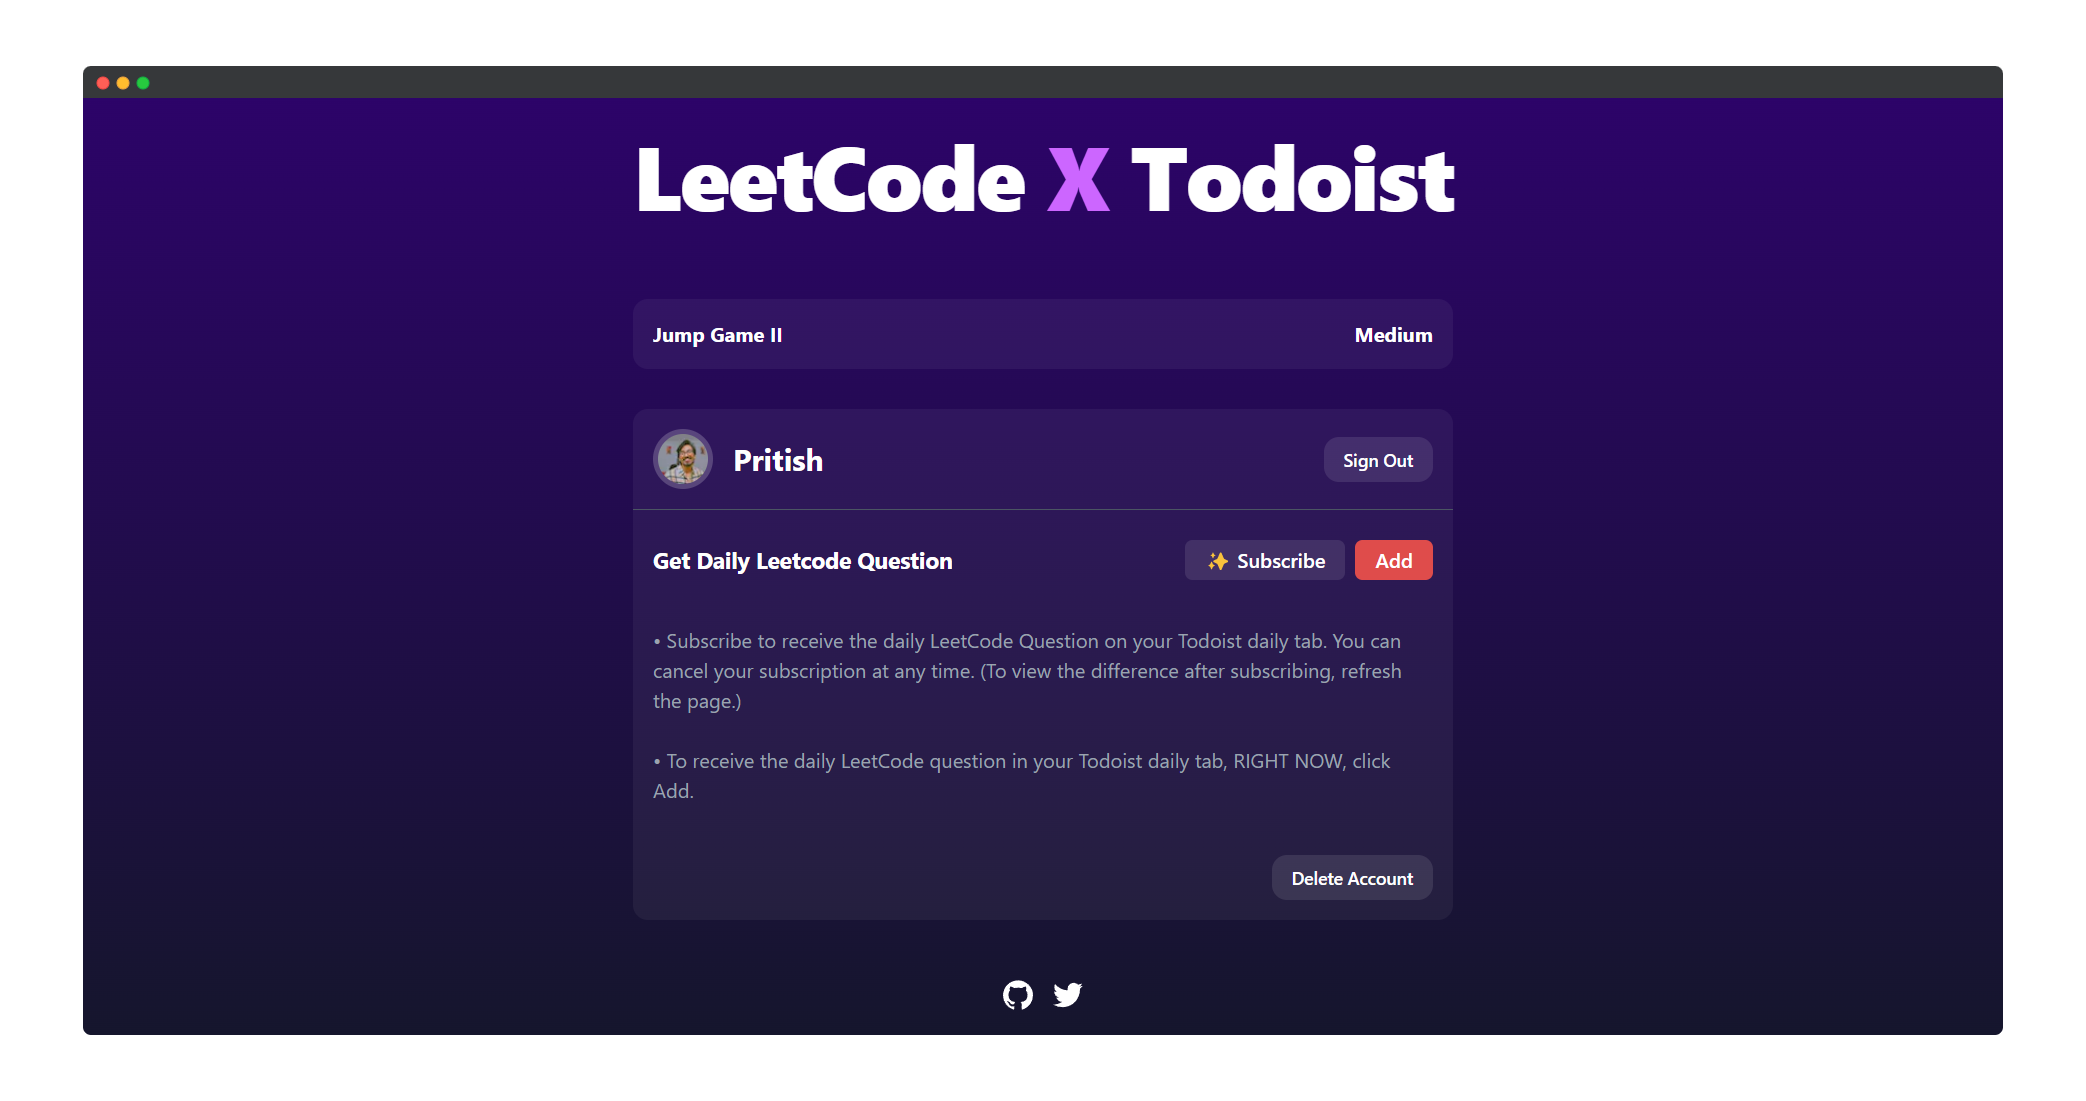 LeetCode X Todoist
Jump Game II
Medium
Pritish
Sign Out
Get Daily Leetcode Question
✨ Subscribe
Add
• Subscribe to receive the daily LeetCode Question on your Todoist daily tab. You can
cancel your subscription at any time. (To view the difference after subscribing, refresh
the page.)
• To receive the daily LeetCode question in your Todoist daily tab, RIGHT NOW, click
Add.
Delete Account